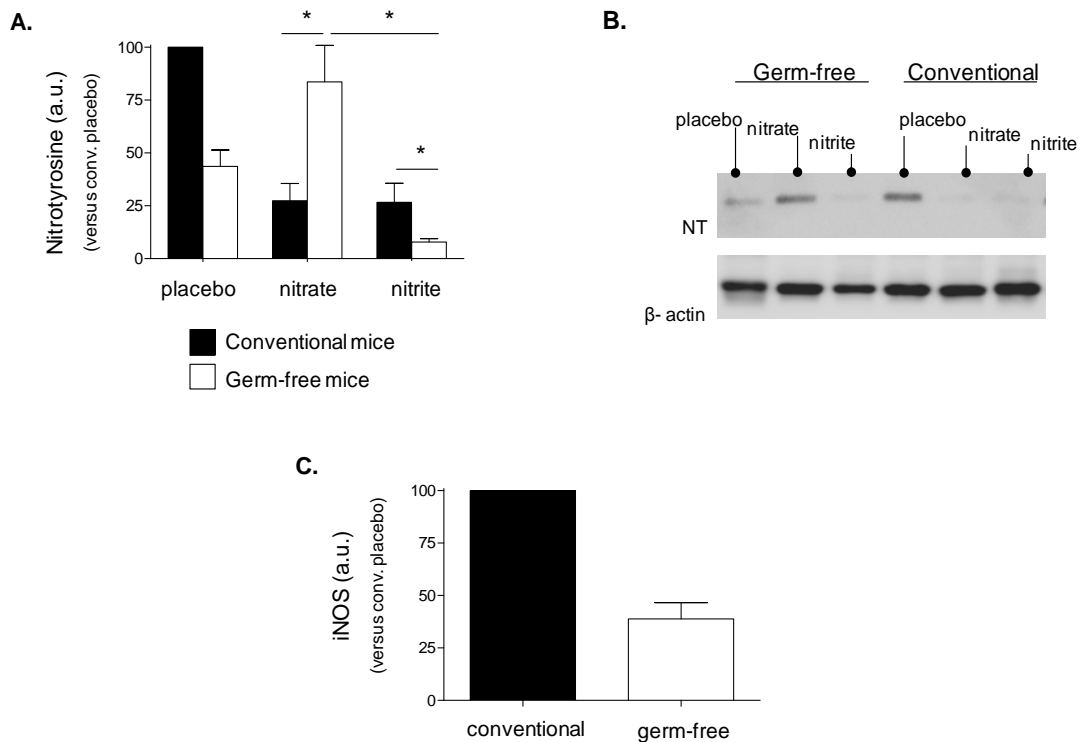 A.
Nitrotyrosine (a.u.)
(versus conv. placebo)
100
75
50
25
0
*
*
*
placebo nitrate nitrite
Conventional mice
Germ-free mice
B.
Germ-free Conventional
placebo nitrate nitrite placebo nitrate nitrite
NT
β- actin
C.
iNOS (a.u.)
(versus conv. placebo)
100
75
50
25
0
conventional germ-free